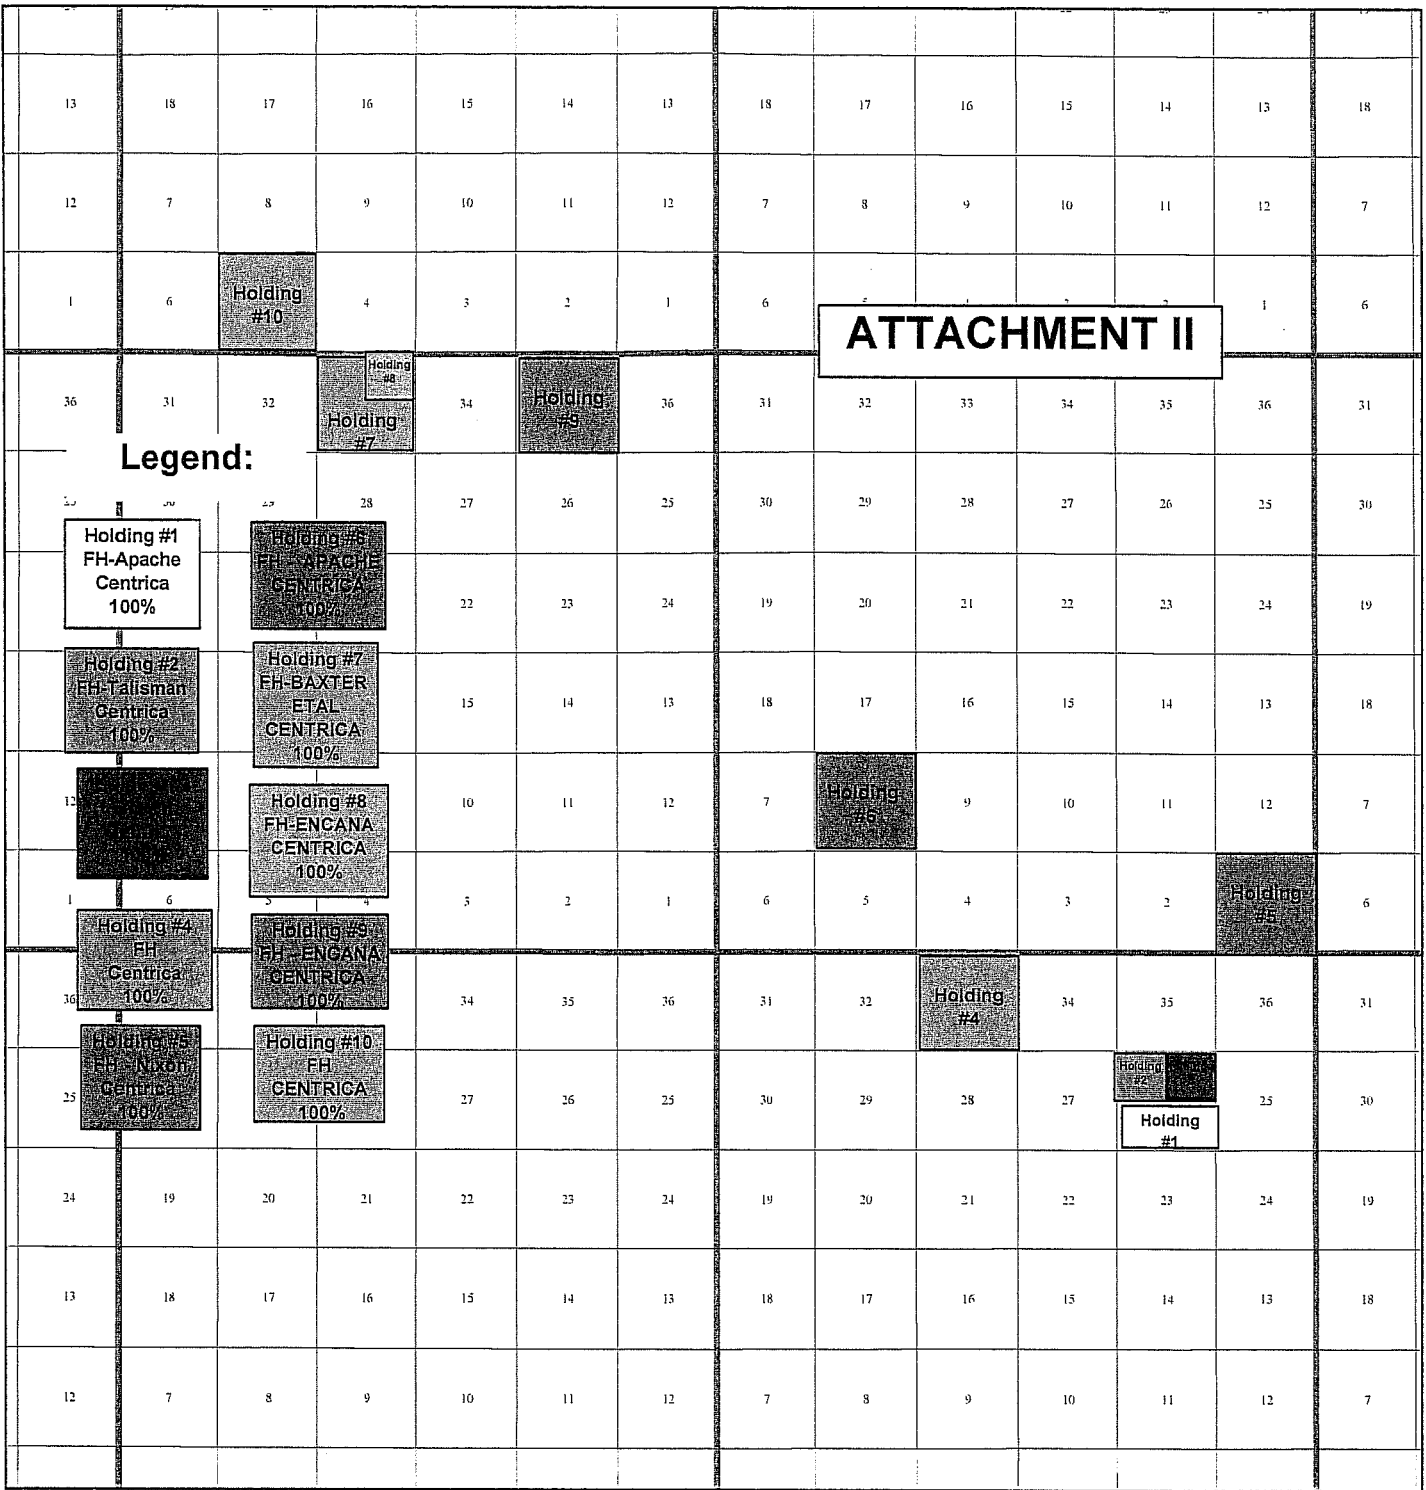 13 18 17 16 15 14 13 18 17 16 15 14 13 18
12 7 8 9 10 11 12 7 8 9 10 11 12 7
1 6 Holding 4 3 2 1 6 1 6
#10
ATTACHMENT II
Holding
#8
36 31 32 34 Holding 36 31 32 33 34 35 36 31
#9
Holding
#7
Legend:
28 27 26 25 30 29 28 27 26 25 30
Holding #1
FH-Apache
Centrica
100%
Holding #6
FH - APACHE
CENTRICA
100%
22 23 24 19 20 21 22 23 24 19
Holding #2
FH-Talisman
Centrica
100%
Holding #7
FH-BAXTER
ETAL
CENTRICA
100%
15 14 13 18 17 16 15 14 13 18
12
Holding #8
FH-ENCANA
CENTRICA
100%
10 11 12 7 Holding 9 10 11 12 7
#6
1 6 5 4 3 2 1 6 5 4 3 2 Holding 6
#5
Holding #4
FH
Centrica
100%
Holding #9
FH - ENCANA
CENTRICA
100%
36 34 35 36 31 32 Holding 34 35 36 31
#4
Holding #5
FH - Nixon
Centrica
100%
Holding #10
FH
CENTRICA
100%
Holding
#2
25 27 26 25 30 29 28 27 25 30
Holding
#1
24 19 20 21 22 23 24 19 20 21 22 23 24 19
13 18 17 16 15 14 13 18 17 16 15 14 13 18
12 7 8 9 10 11 12 7 8 9 10 11 12 7